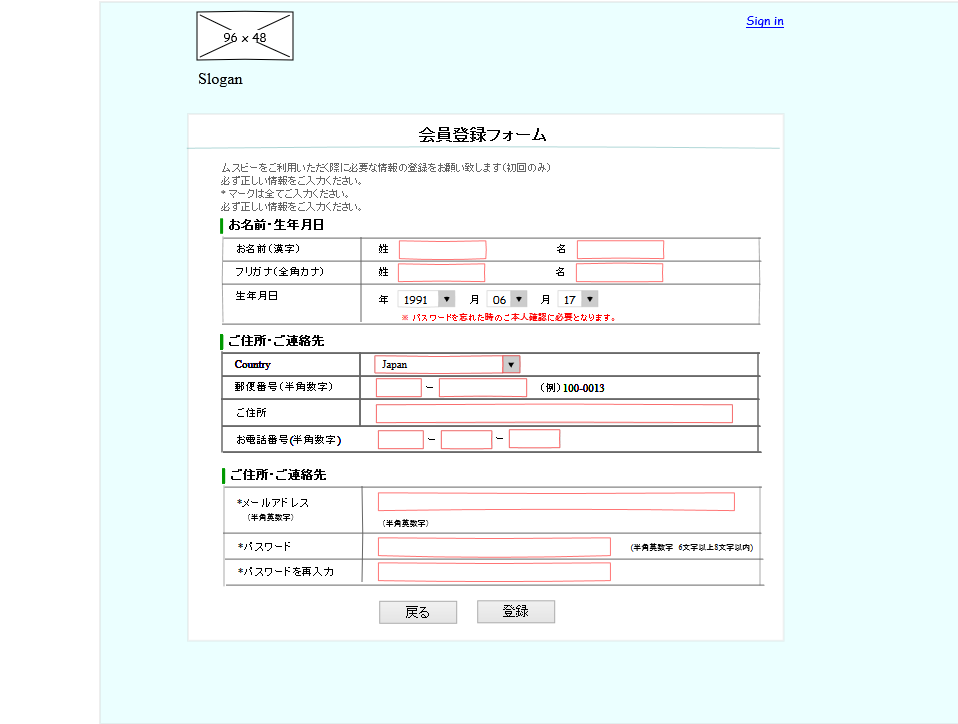 96 x 48
Sign in
Slogan
会員登録フォーム
ムスビーをご利用いただく際に必要な情報の登録をお願い致します(初回のみ)
必ず正しい情報をご入力ください。
* マークは全てご入力ください。
必ず正しい情報をご入力ください。
お名前・生年月日
お名前(漢字) 姓 名
フリガナ(全角カナ) 姓 名
生年月日 年 1991 月 06 月 17
※ パスワードを忘れた時のご本人確認に必要となります。
ご住所・ご連絡先
Country Japan
郵便番号(半角数字) − (例)100-0013
ご住所
お電話番号(半角数字) − −
ご住所・ご連絡先
*メールアドレス
(半角英数字) (半角英数字)
*パスワード (半角英数字 6文字以上8文字以内)
*パスワードを再入力
戻る 登録